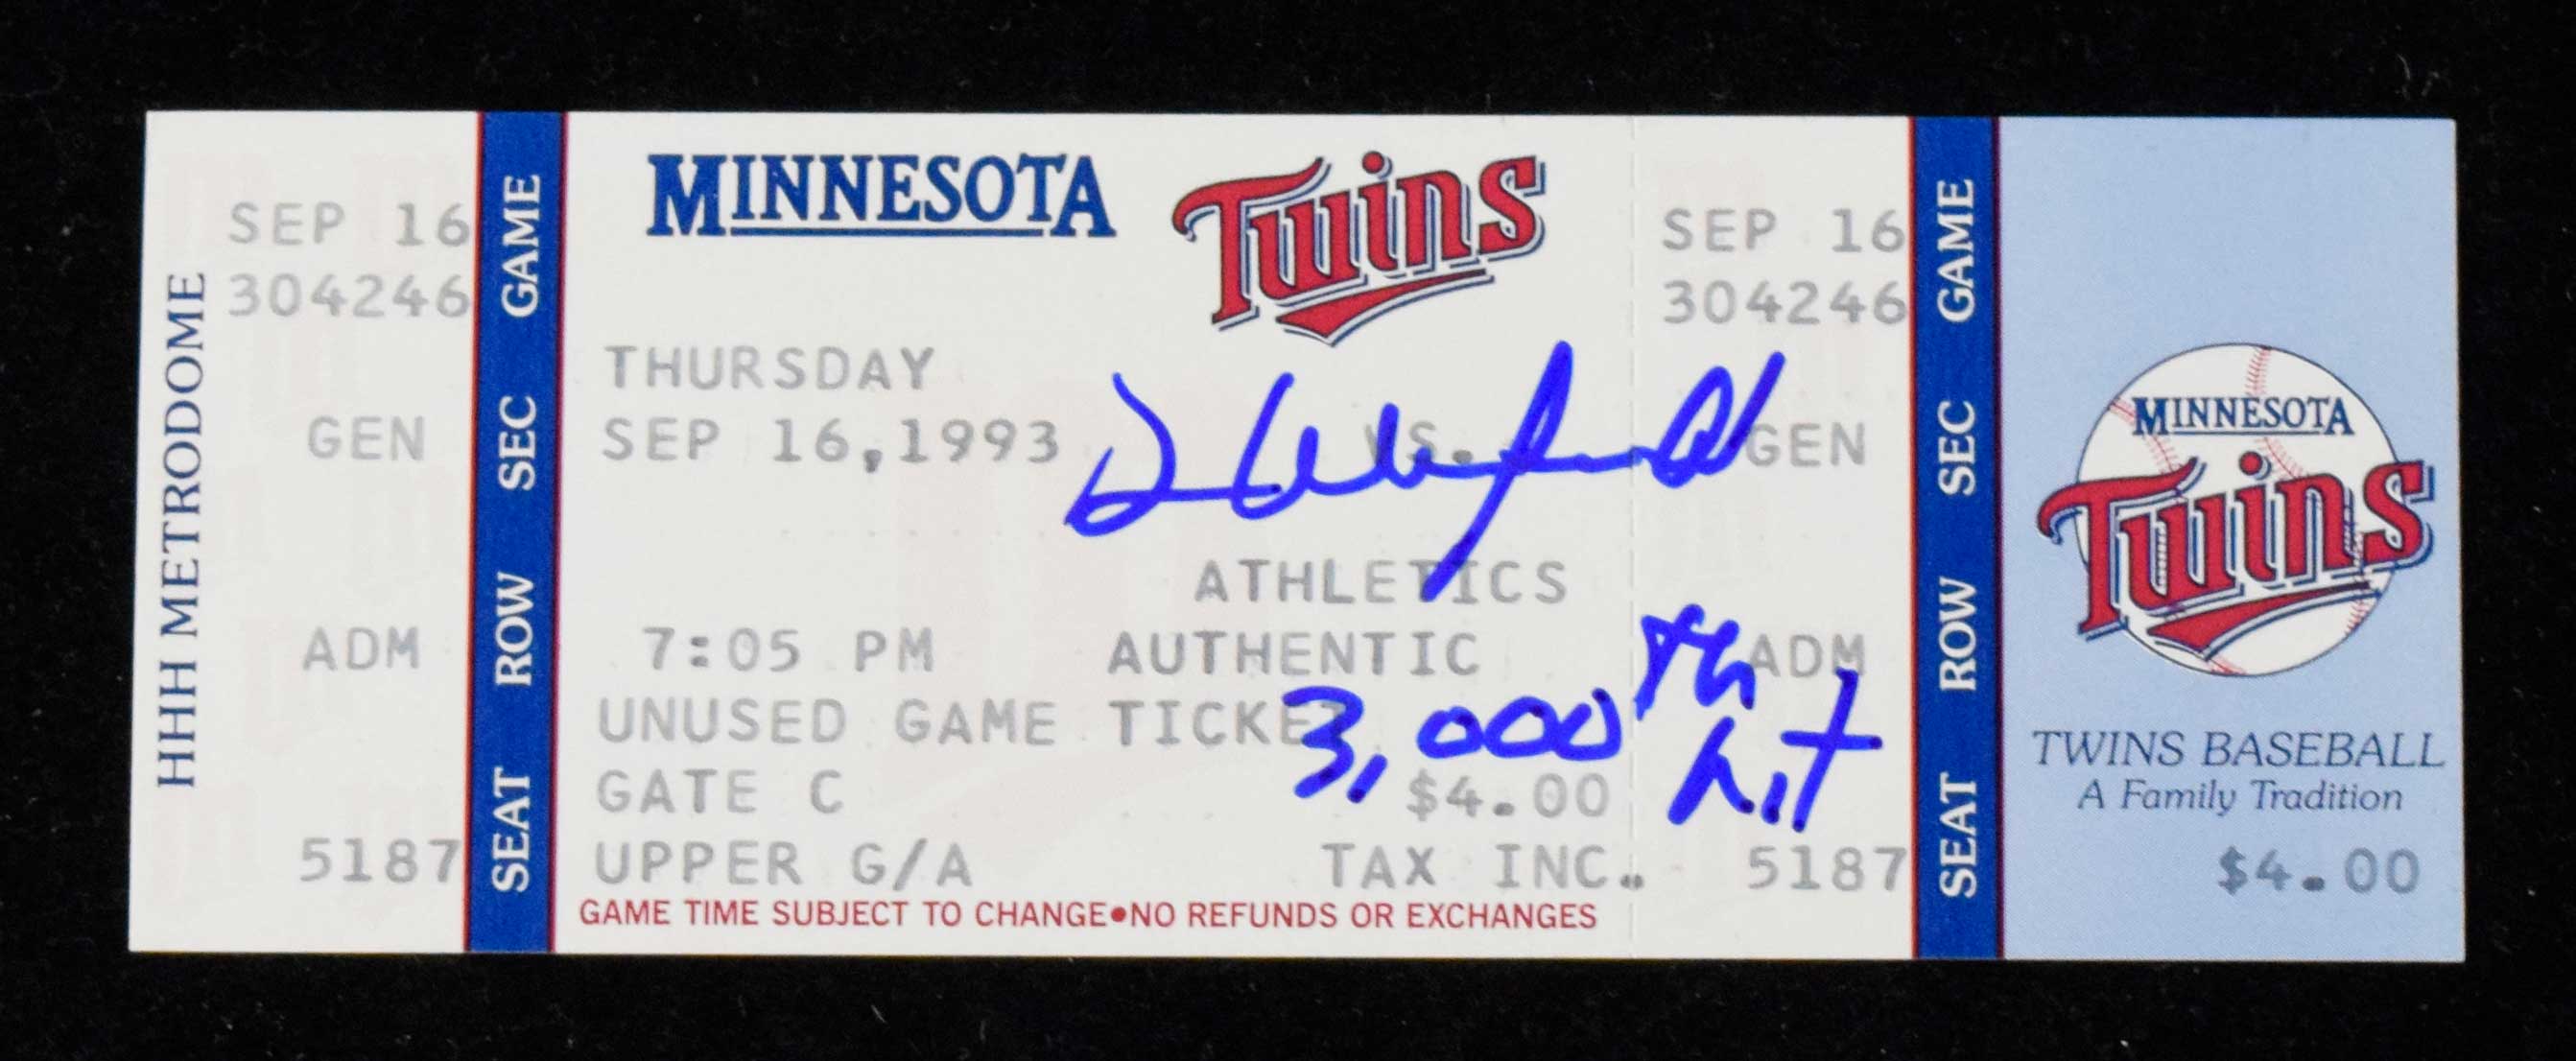 HHH METRODOME
SEP 16
304246
GEN
ADM
5187
GAME
SEC
ROW
SEAT
MINNESOTA Twins
THURSDAY
SEP 16,1993 VS.
ATHLETICS
7:05 PM AUTHENTIC
UNUSED GAME TICKET
GATE C $4.00
UPPER G/A TAX INC.
GAME TIME SUBJECT TO CHANGE•NO REFUNDS OR EXCHANGES
3,000th hit
SEP 16
304246
GEN
ADM
5187
GAME
SEC
ROW
SEAT
MINNESOTA
Twins
TWINS BASEBALL
A Family Tradition
$4.00